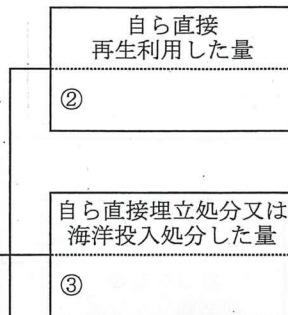 自ら直接
再生利用した量
②
自ら直接埋立処分又は
海洋投入処分した量
③